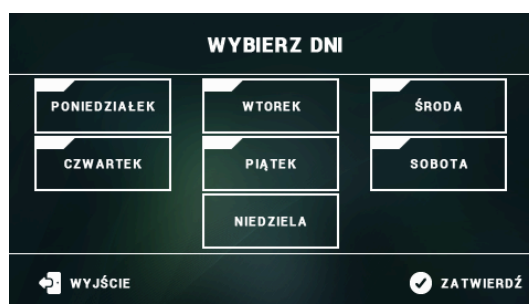 WYBIERZ DNI
PONIEDZIAŁEK WTOREK ŚRODA
CZWARTEK PIĄTEK SOBOTA
NIEDZIELA
WYJŚCIE ZATWIERDŹ